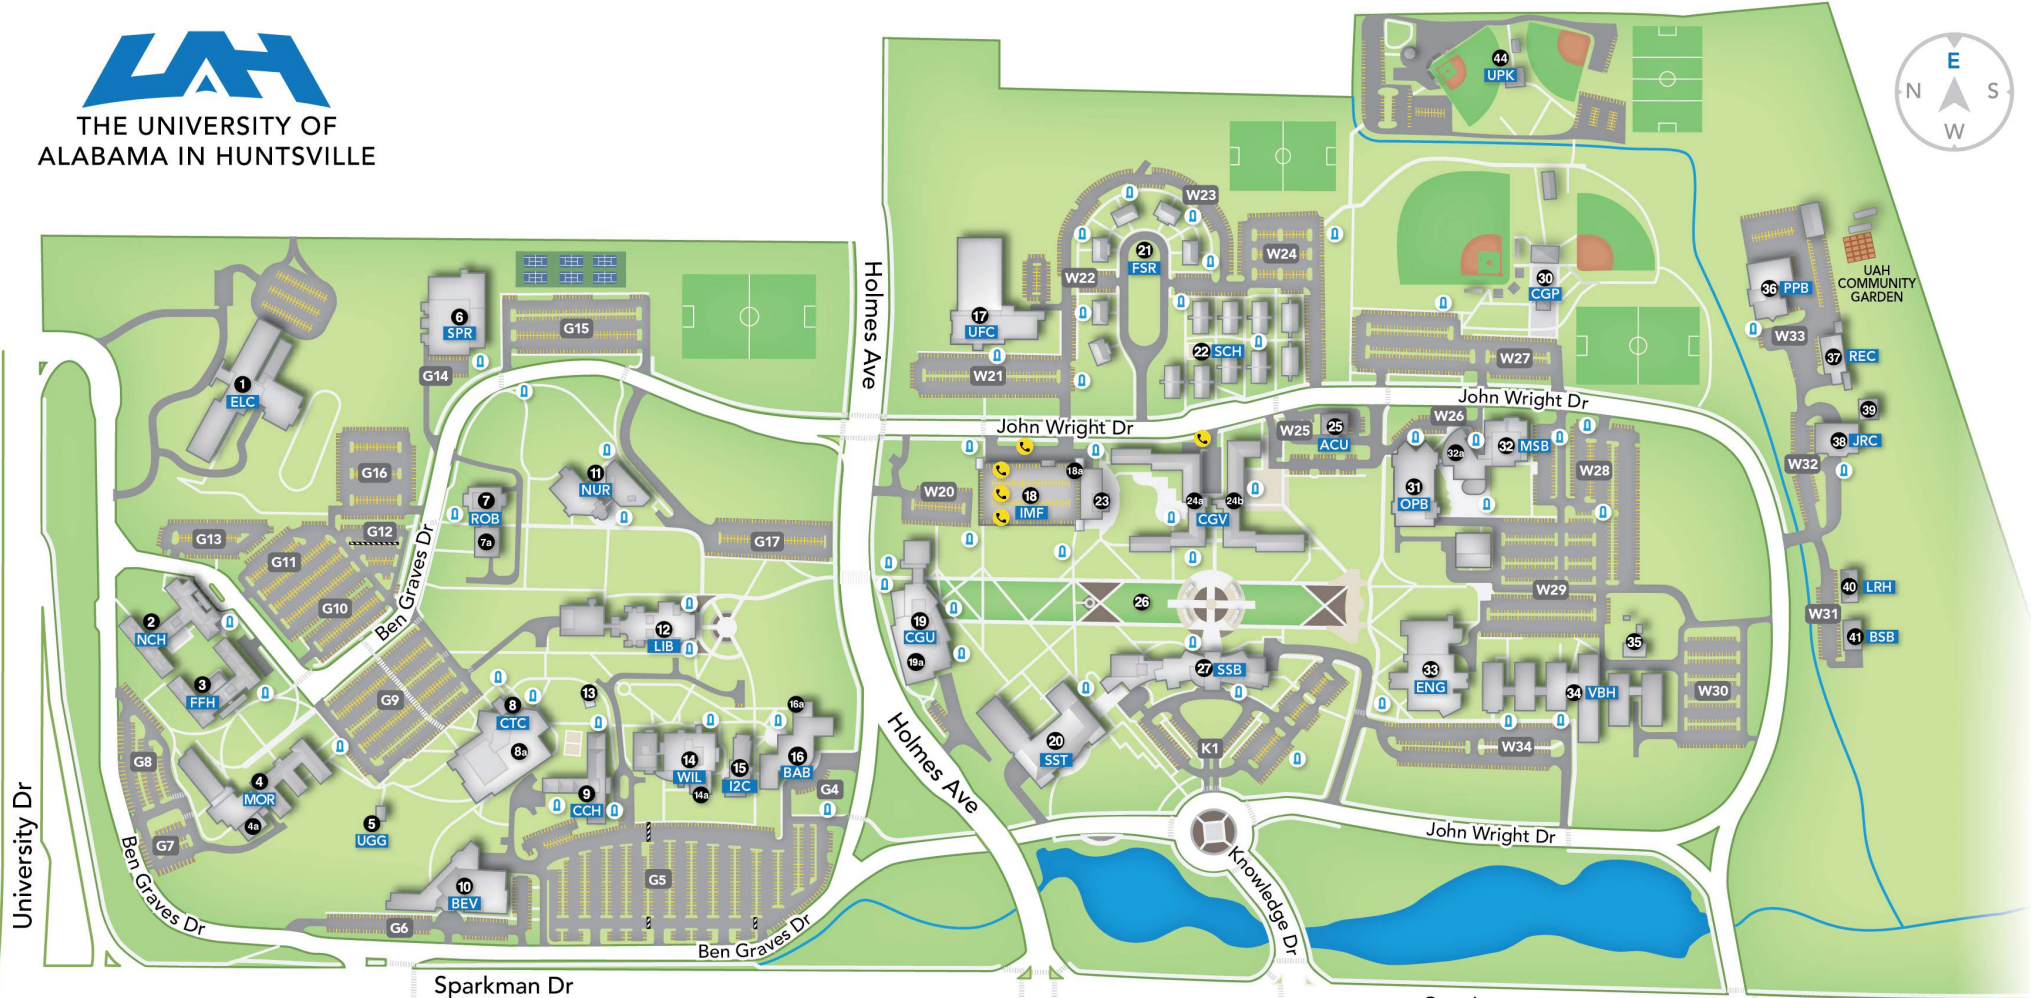 UAH
THE UNIVERSITY OF
ALABAMA IN HUNTSVILLE
E
N
S
W
44
UPK
W23
21
FSR
W24
W22
30
CGP
36 PPB
UAH
COMMUNITY
GARDEN
17
UFC
W33
1
ELC
6
SPR
G15
G14
Holmes Ave
22 SCH
W21
W27
37 REC
John Wright Dr
John Wright Dr
39
38 JRC
W32
W25
25
ACU
W26
32 MSB
32a
W28
31
OPB
G16
7
ROB
7a
11
NUR
G12
G13
G11
G10
G17
Ben Graves Dr
W20
18
IMF
18a
23
24a
24b
CGV
W29
40 LRH
W31
41 BSB
2
NCH
3
FFH
12
LIB
19
CGU
19a
26
27 SSB
35
33
ENG
34 VBH
W30
G9
8
CTC
8a
13
16a
14
WIL
14a
15
I2C
16
BAB
G4
Holmes Ave
20
SST
K1
W34
G8
4
MOR
4a
5
UGG
9
CCH
G7
University Dr
Ben Graves Dr
10
BEV
G5
G6
Ben Graves Dr
John Wright Dr
Knowledge Dr
Sparkman Dr